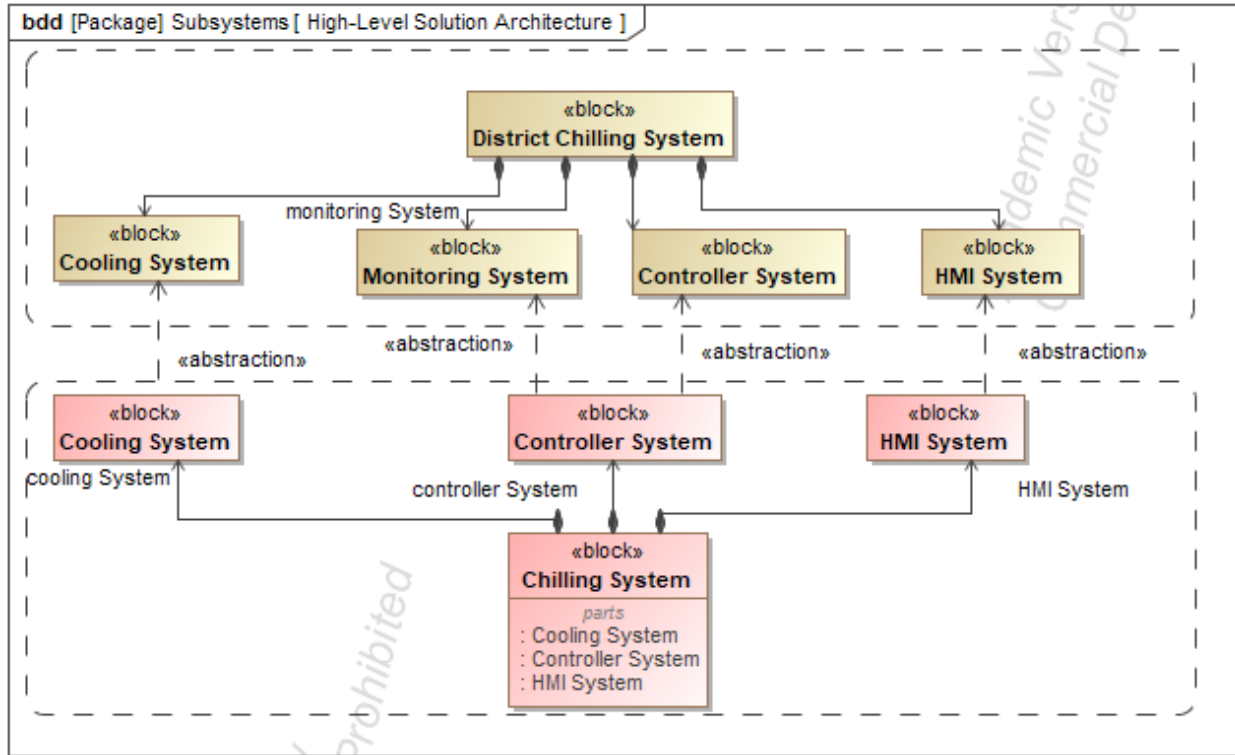 bdd [Package] Subsystems [ High-Level Solution Architecture ]
«block»
District Chilling System
monitoring System
«block»
Cooling System
«block»
Monitoring System
«block»
Controller System
«block»
HMI System
«abstraction»
«abstraction»
«abstraction»
«abstraction»
«block»
Cooling System
«block»
Controller System
«block»
HMI System
cooling System
controller System
HMI System
«block»
Chilling System
parts
: Cooling System
: Controller System
: HMI System
Prohibited